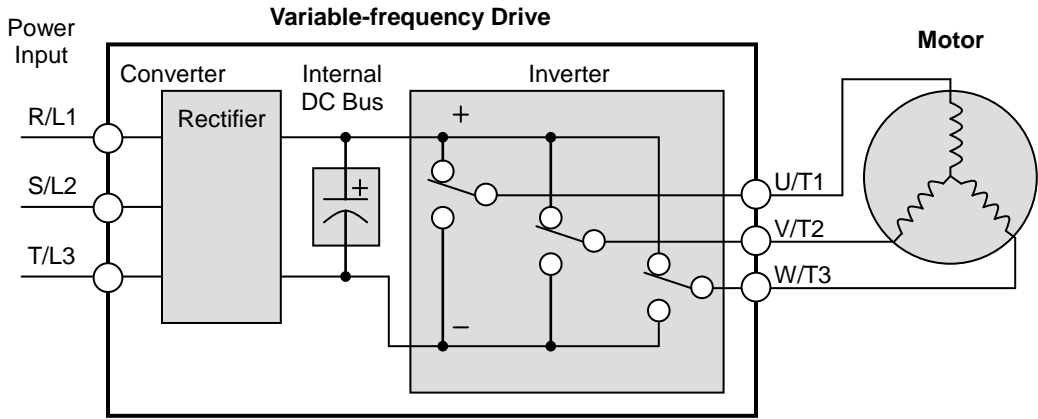 Variable-frequency Drive
Power
Input
Motor
Converter
Internal
DC Bus
Inverter
R/L1
Rectifier
+
+
S/L2
U/T1
V/T2
T/L3
W/T3
−